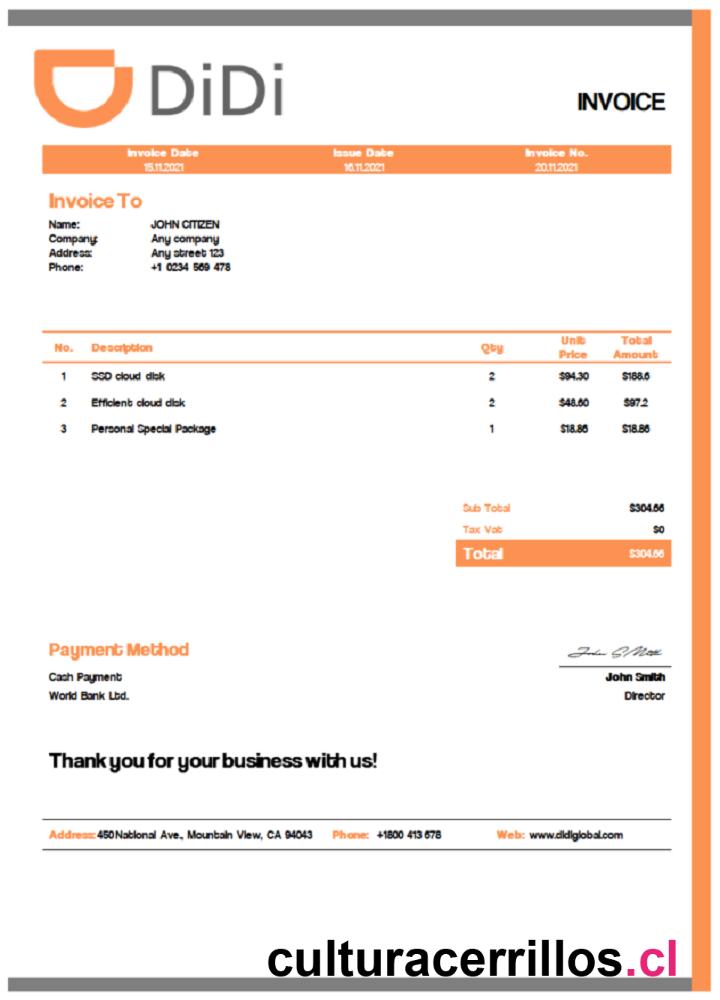 DiDi
INVOICE
Invoice Date Issue Date Invoice No.
15.11.2021 16.11.2021 20.11.2021
Invoice To
Name: JOHN CITIZEN
Company: Any company
Address: Any street 123
Phone: +1 0234 569 478
No. Description Qty Unit Price Total Amount
1 SSD cloud disk 2 $94.30 $188.6
2 Efficient cloud disk 2 $48.60 $97.2
3 Personal Special Package 1 $18.86 $18.86
Sub Total $304.66
Tax Vat $0
Total $304.66
Payment Method
Cash Payment
World Bank Ltd.
John Smith
John Smith
Director
Thank you for your business with us!
Address: 450 National Ave., Mountain View, CA 94043 Phone: +1800 413 678 Web: www.didiglobal.com
culturacerrillos.cl